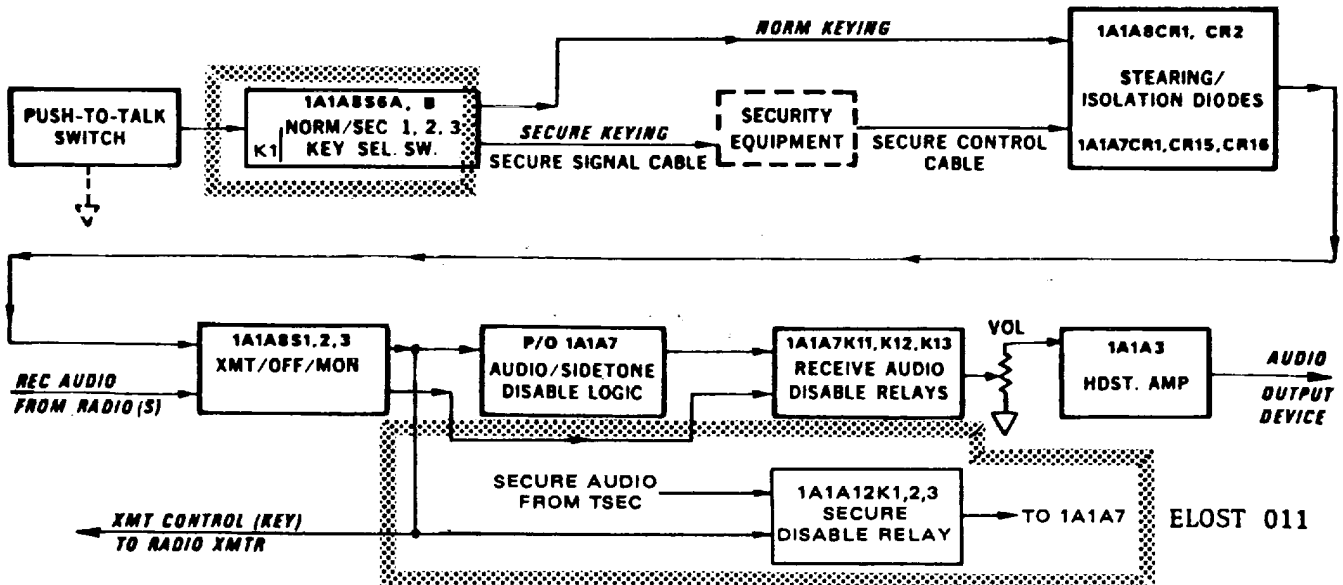 NORM KEYING
1A1A8CR1, CR2
STEARING/
ISOLATION DIODES
1A1A7CR1, CR15, CR16
PUSH-TO-TALK
SWITCH
1A1A8S6A, B
NORM/SEC 1, 2, 3
K1 KEY SEL. SW.
SECURE KEYING
SECURE SIGNAL CABLE
SECURITY
EQUIPMENT
SECURE CONTROL
CABLE
1A1A8S1,2,3
XMT/OFF/MON
P/O 1A1A7
AUDIO/SIDETONE
DISABLE LOGIC
1A1A7K11,K12,K13
RECEIVE AUDIO
DISABLE RELAYS
VOL
1A1A3
HDST. AMP
AUDIO
OUTPUT
DEVICE
REC AUDIO
FROM RADIO(S)
SECURE AUDIO
FROM TSEC
1A1A12K1,2,3
SECURE
DISABLE RELAY
TO 1A1A7
ELOST 011
XMT CONTROL (KEY)
TO RADIO XMTR